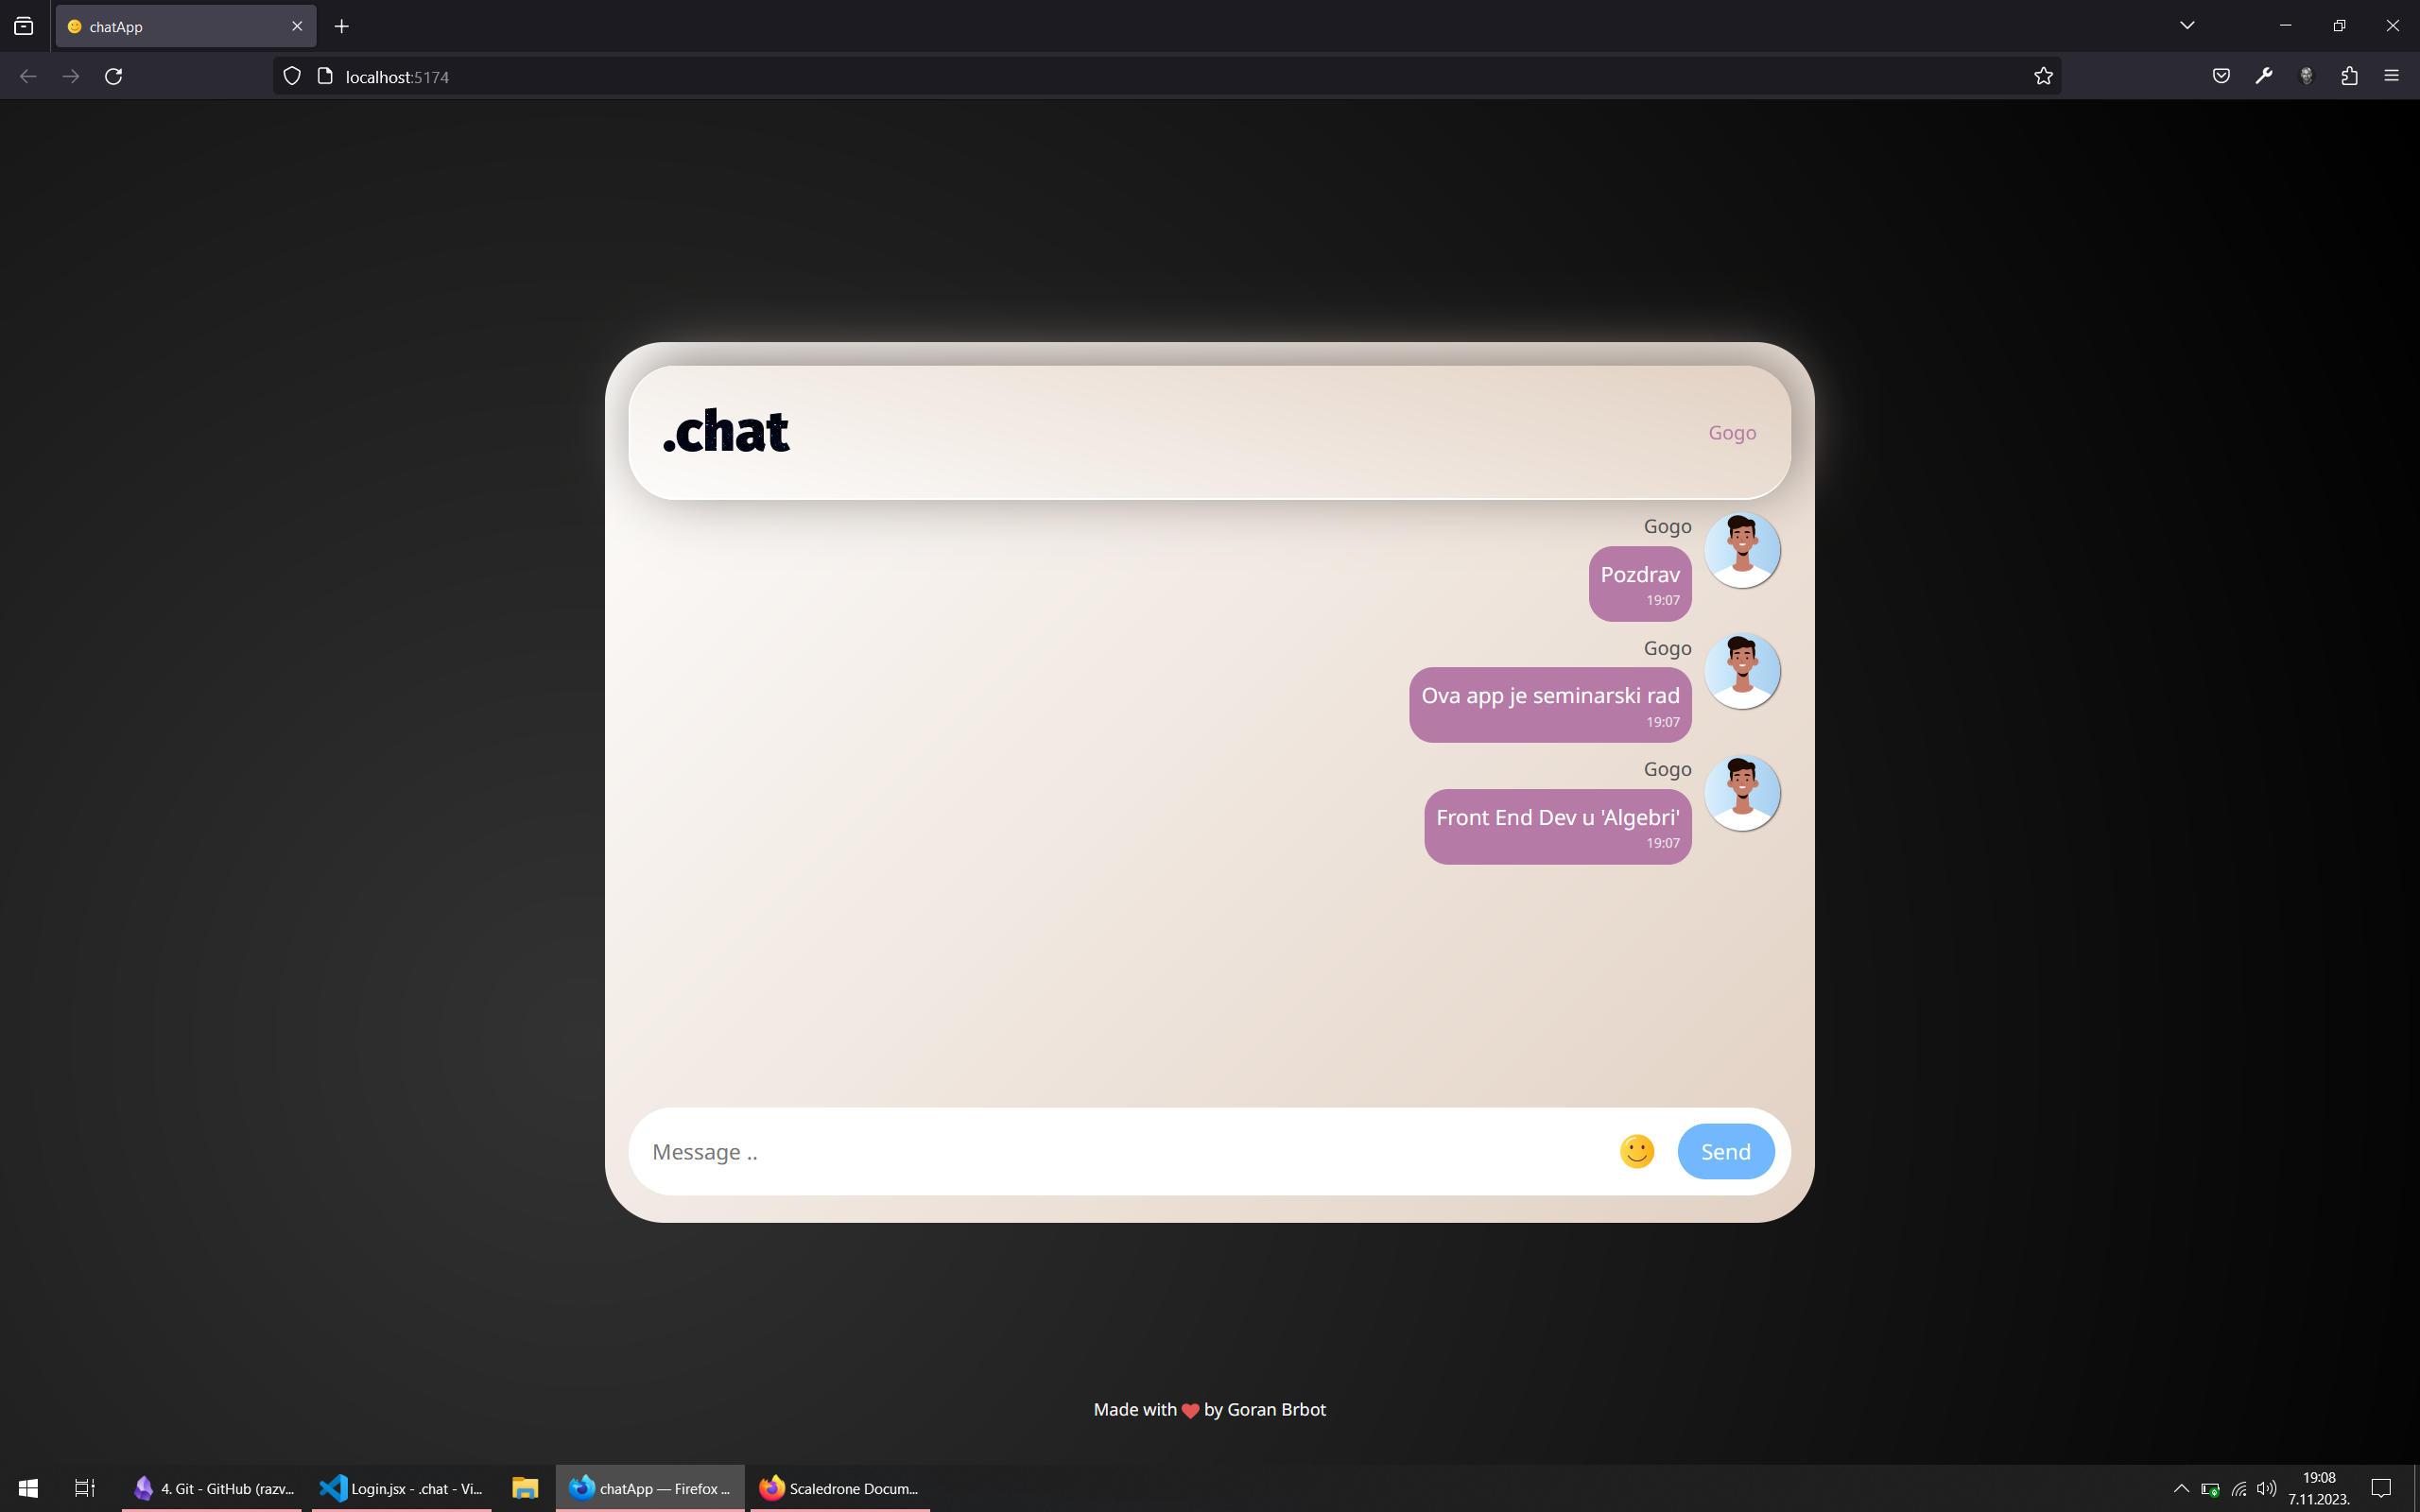 chatApp
localhost:5174
.chat
Gogo
Gogo
Pozdrav
19:07
Gogo
Ova app je seminarski rad
19:07
Gogo
Front End Dev u 'Algebri'
19:07
Message ..
Send
Made with ❤ by Goran Brbot
4. Git - GitHub (razv...
Login.jsx - .chat - Vi...
chatApp — Firefox ...
Scaledrone Docum...
19:08
7.11.2023.